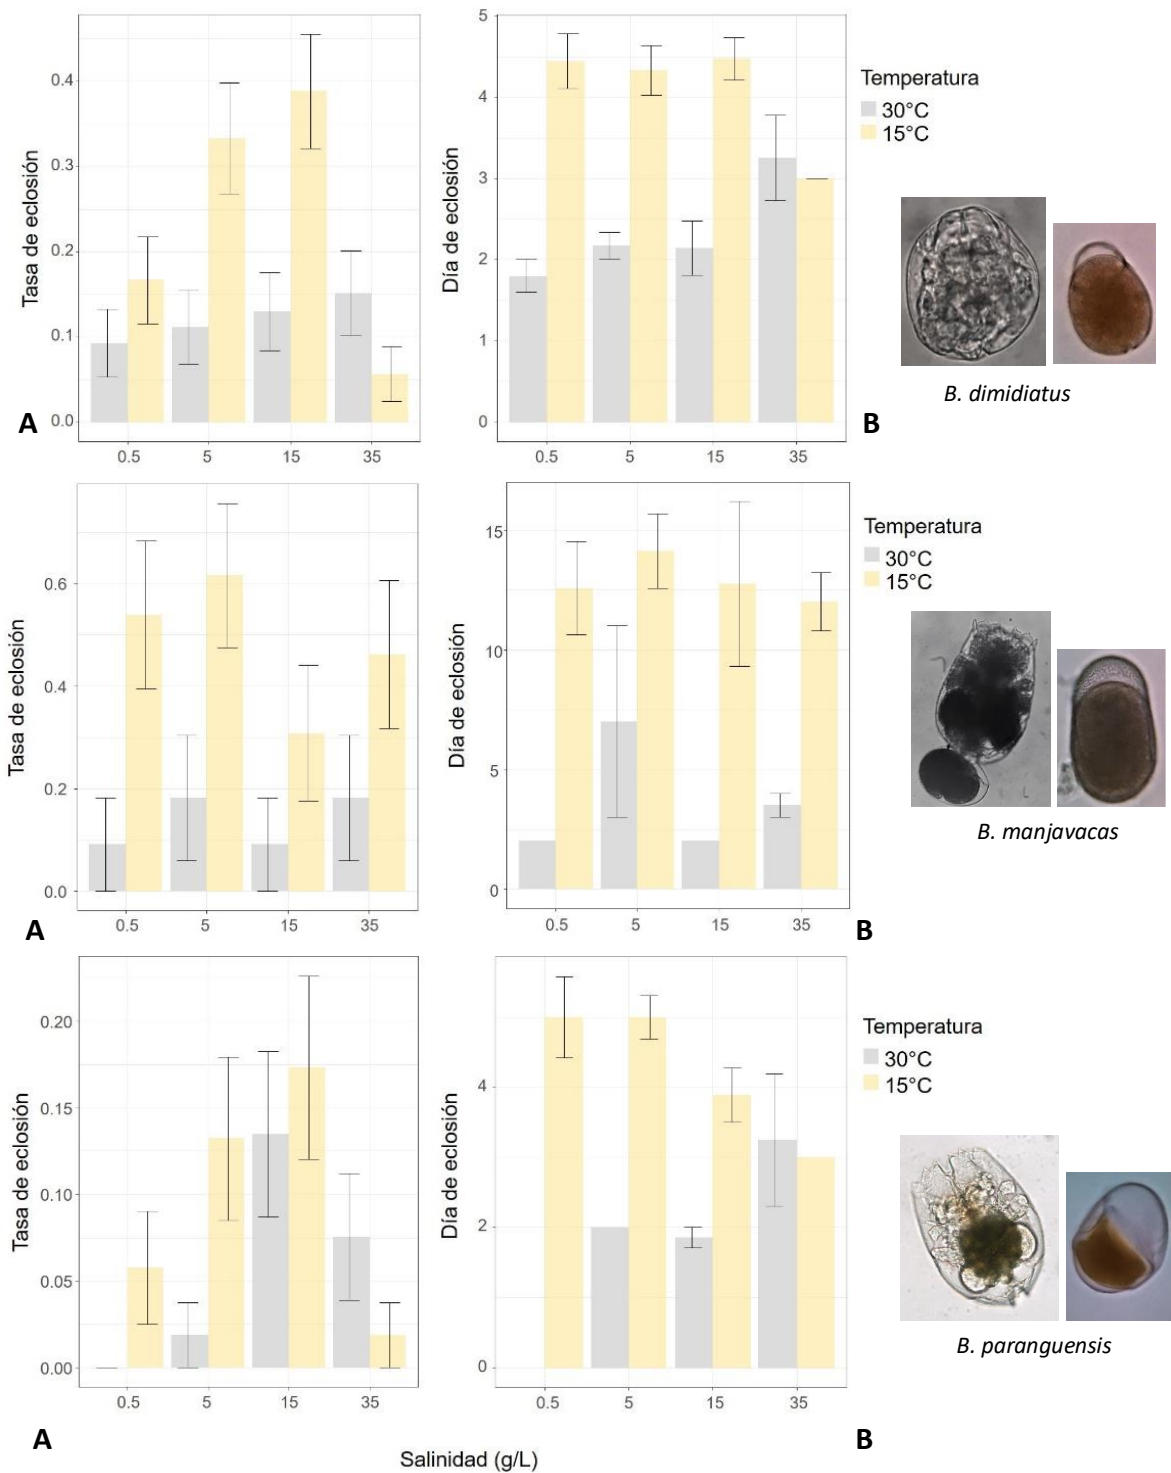 Tasa de eclosión
0.4
0.3
0.2
0.1
0.0
0.5 5 15 35
A
Día de eclosión
5
4
3
2
1
0
0.5 5 15 35
B
Temperatura
30°C
15°C
B. dimidiatus
Tasa de eclosión
0.6
0.4
0.2
0.0
0.5 5 15 35
A
Día de eclosión
15
10
5
0
0.5 5 15 35
B
Temperatura
30°C
15°C
B. manjavacas
Tasa de eclosión
0.20
0.15
0.10
0.05
0.00
0.5 5 15 35
A
Día de eclosión
4
2
0
0.5 5 15 35
B
Temperatura
30°C
15°C
B. paranguensis
Salinidad (g/L)